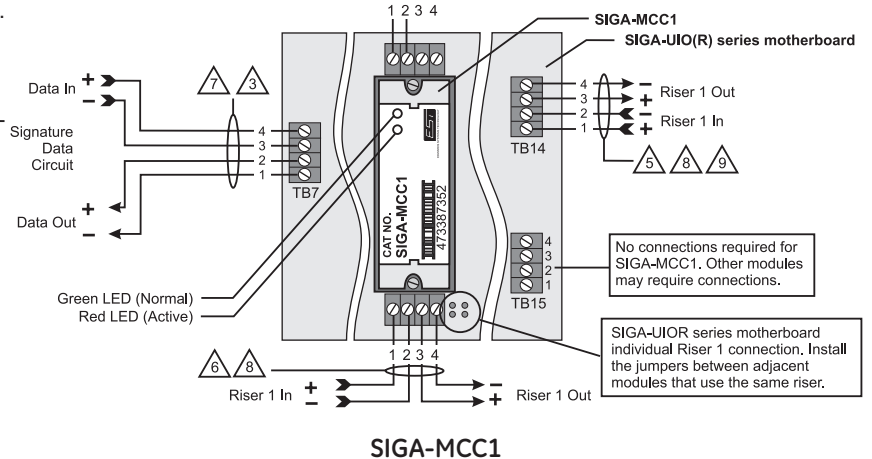 1 2 3 4
SIGA-MCC1
SIGA-UIO(R) series motherboard
Data In
+
−
7
3
4
3
2
1
TB7
Signature
Data
Circuit
Data Out
+
−
EST
CAT NO.
SIGA-MCC1
473387352
4
3
2
1
TB14
−
+
Riser 1 Out
−
+
Riser 1 In
5
8
9
4
3
2
1
TB15
No connections required for
SIGA-MCC1. Other modules
may require connections.
Green LED (Normal)
Red LED (Active)
SIGA-UIOR series motherboard
individual Riser 1 connection. Install
the jumpers between adjacent
modules that use the same riser.
1 2 3 4
6
8
Riser 1 In
+
−
−
+
Riser 1 Out
SIGA-MCC1